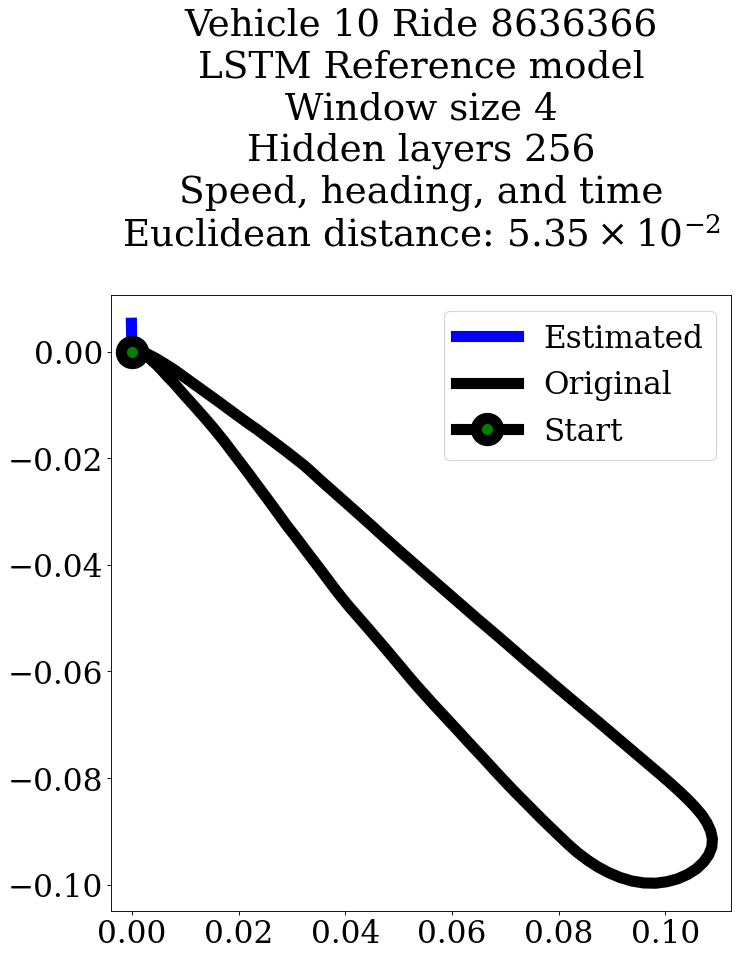 Vehicle 10 Ride 8636366
LSTM Reference model
Window size 4
Hidden layers 256
Speed, heading, and time
Euclidean distance: 5.35 × 10⁻²
Estimated
Original
Start
0.00
−0.02
−0.04
−0.06
−0.08
−0.10
0.00 0.02 0.04 0.06 0.08 0.10